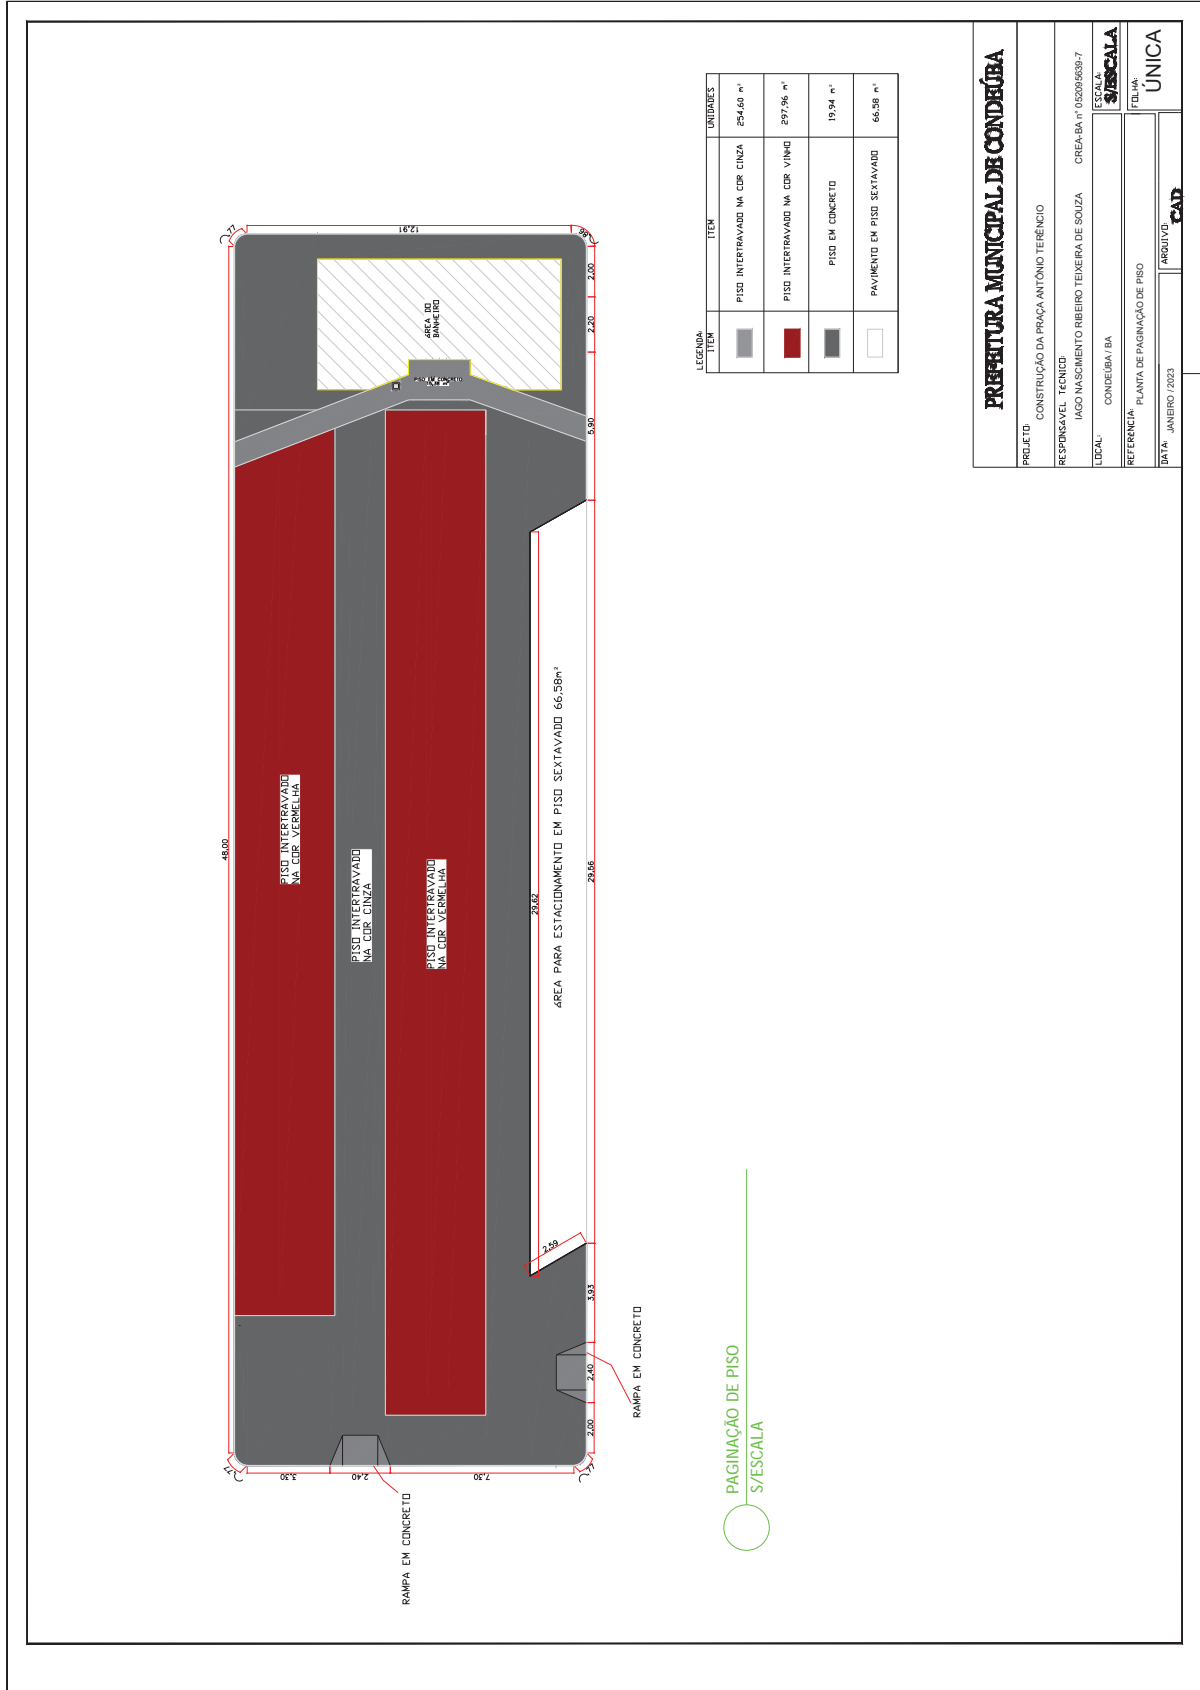 PREFEITURA MUNICIPAL DE CONDEÚBA
PROJETO:
CONSTRUÇÃO DA PRAÇA ANTÔNIO TERÊNCIO
RESPONSÁVEL TÉCNICO:
IAGO NASCIMENTO RIBEIRO TEIXEIRA DE SOUZA CREA-BA nº 052095639-7
LOCAL:
CONDEÚBA / BA
ESCALA:
S/ESCALA
REFERÊNCIA:
PLANTA DE PAGINAÇÃO DE PISO
FOLHA:
ÚNICA
DATA: JANEIRO / 2023
ARQUIVO:
CAD
LEGENDA:
ITEM ITEM UNIDADES
PISO INTERTRAVADO NA COR CINZA 254,60 m²
PISO INTERTRAVADO NA COR VINHO 297,96 m²
PISO EM CONCRETO 19,94 m²
PAVIMENTO EM PISO SEXTAVADO 66,58 m²
48,00
,77
12,91
,86
2,00
2,20
5,90
29,56
29,62
2,59
3,93
2,40
2,00
,77
7,30
2,40
3,30
,77
ÁREA DO
BANHEIRO
PISO EM CONCRETO
PISO INTERTRAVADO
NA COR VERMELHA
PISO INTERTRAVADO
NA COR CINZA
PISO INTERTRAVADO
NA COR VERMELHA
ÁREA PARA ESTACIONAMENTO EM PISO SEXTAVADO 66,58m²
RAMPA EM CONCRETO
RAMPA EM CONCRETO
PAGINAÇÃO DE PISO
S/ESCALA